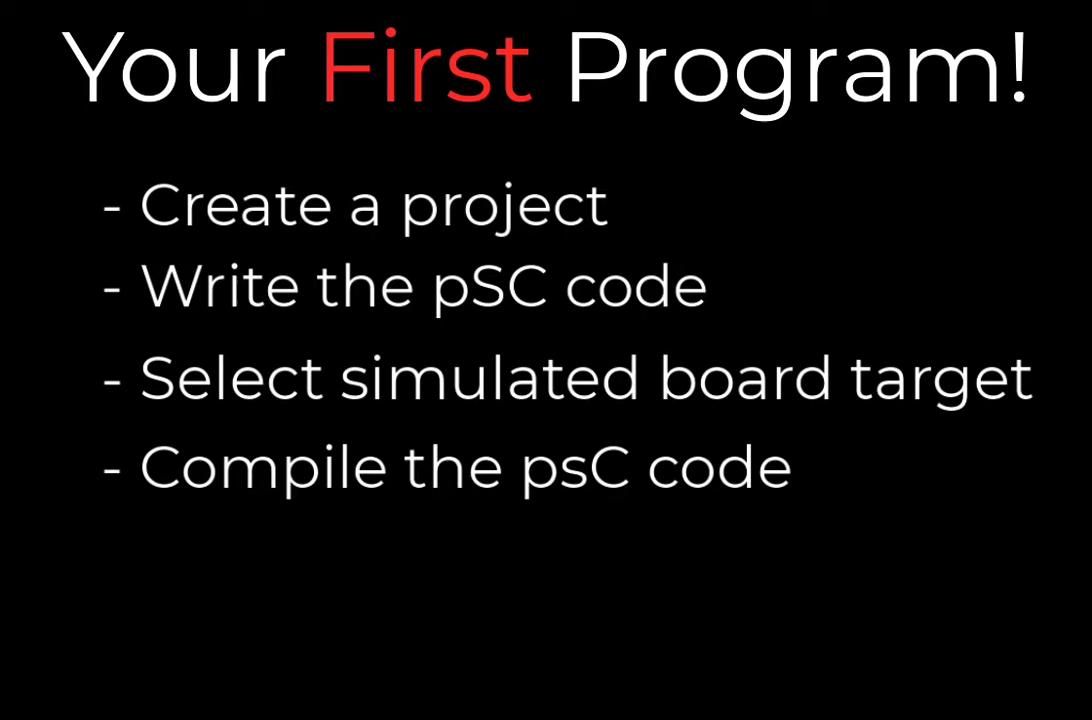 Your First Program!
- Create a project
- Write the pSC code
- Select simulated board target
- Compile the psC code